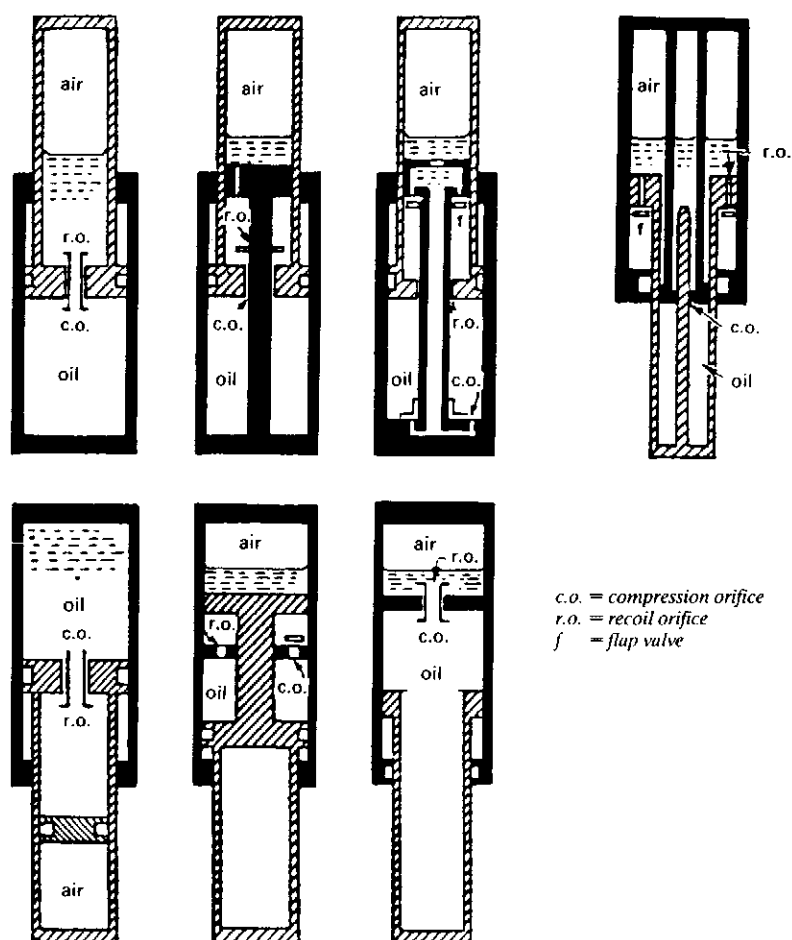 air
r.o.
c.o.
oil
air
r.o.
c.o.
oil
air
f
r.o.
oil
c.o.
air
r.o.
f
c.o.
oil
oil
c.o.
r.o.
air
air
r.o.
oil
c.o.
air
r.o.
c.o.
oil
c.o. = compression orifice
r.o. = recoil orifice
f = flap valve